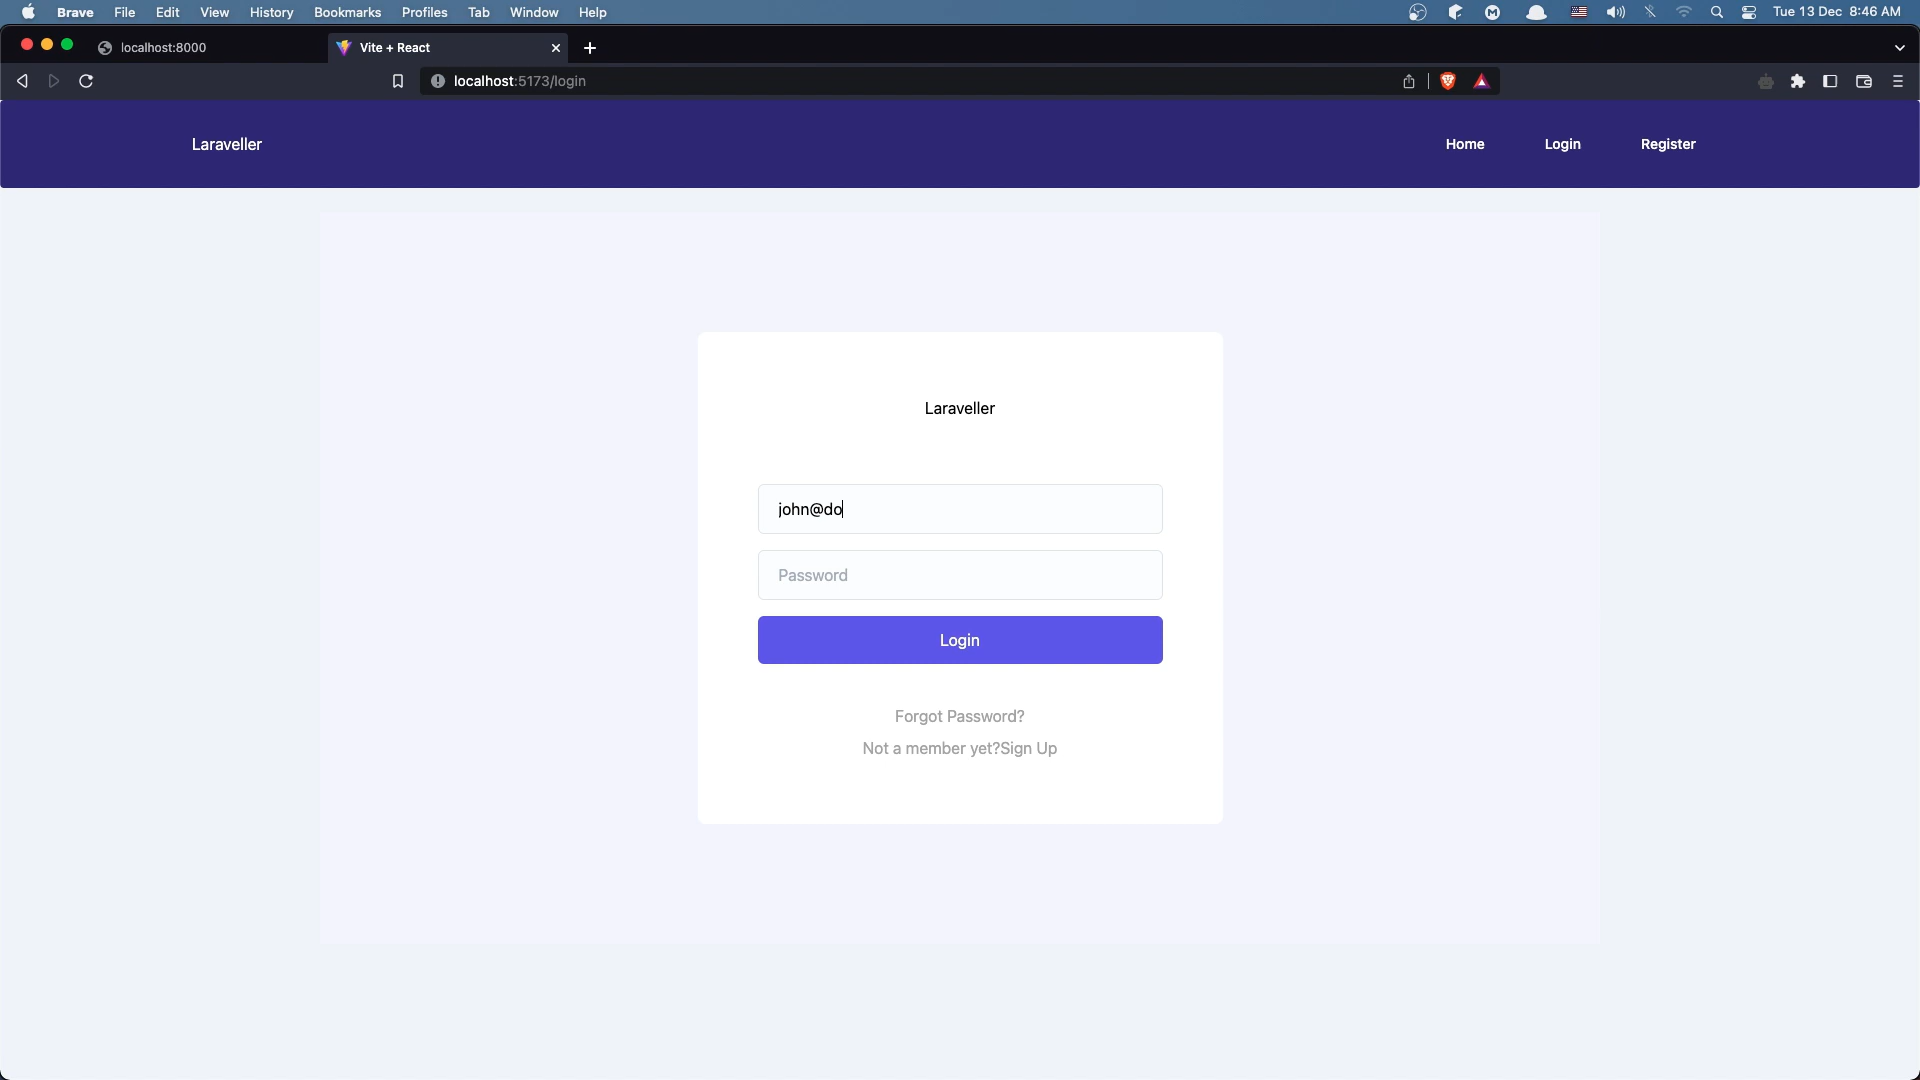 Brave File Edit View History Bookmarks Profiles Tab Window Help Tue 13 Dec 8:46 AM
localhost:8000 Vite + React
localhost:5173/login
Laraveller Home Login Register
Laraveller
john@do
Password
Login
Forgot Password?
Not a member yet?Sign Up